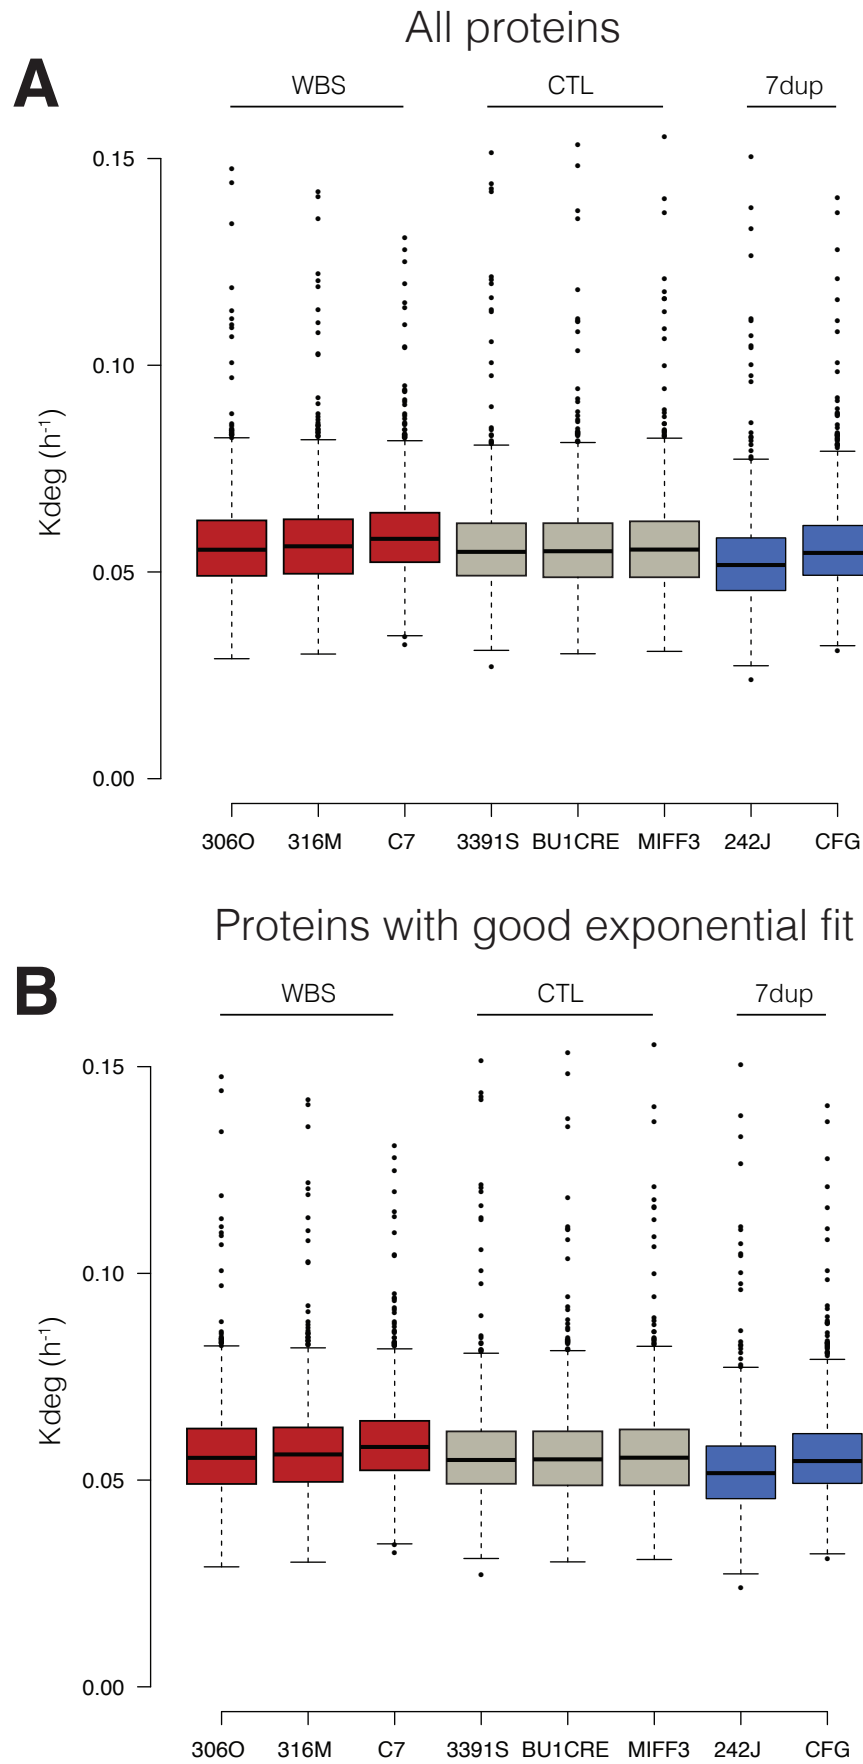 All proteins
A
WBS CTL 7dup
0.15
0.10
0.05
0.00
Kdeg (h-1)
306O 316M C7 3391S BU1CRE MIFF3 242J CFG
Proteins with good exponential fit
B
WBS CTL 7dup
0.15
0.10
0.05
0.00
Kdeg (h-1)
306O 316M C7 3391S BU1CRE MIFF3 242J CFG